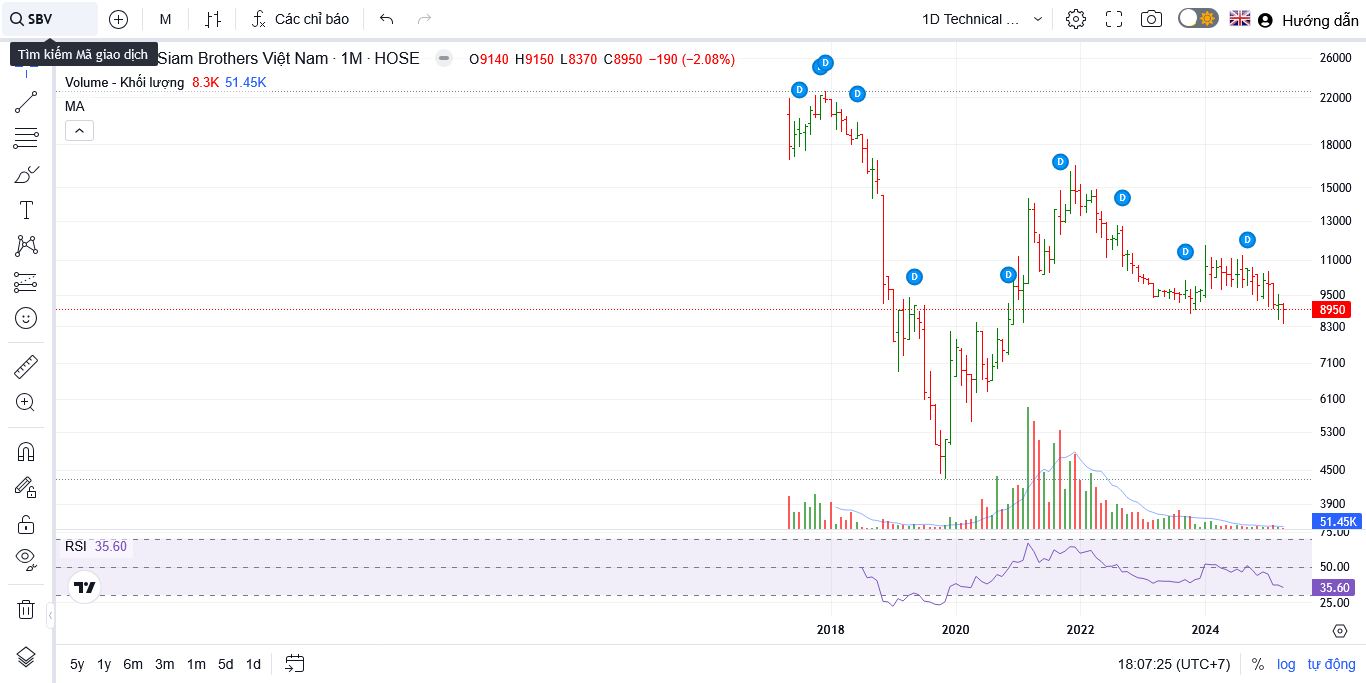 SBV M Các chỉ báo 1D Technical ... Hướng dẫn
Tìm kiếm Mã giao dịch
Siam Brothers Việt Nam · 1M · HOSE O9140 H9150 L8370 C8950 −190 (−2.08%)
Volume - Khối lượng 8.3K 51.45K
MA
D D D
D
D
D
D
D
D
D
26000
22000
18000
15000
13000
11000
9500
8950
8300
7100
6100
5300
4500
3900
51.45K
75.00
RSI 35.60
50.00
35.60
25.00
2018 2020 2022 2024
5y 1y 6m 3m 1m 5d 1d 18:07:25 (UTC+7) % log tự động